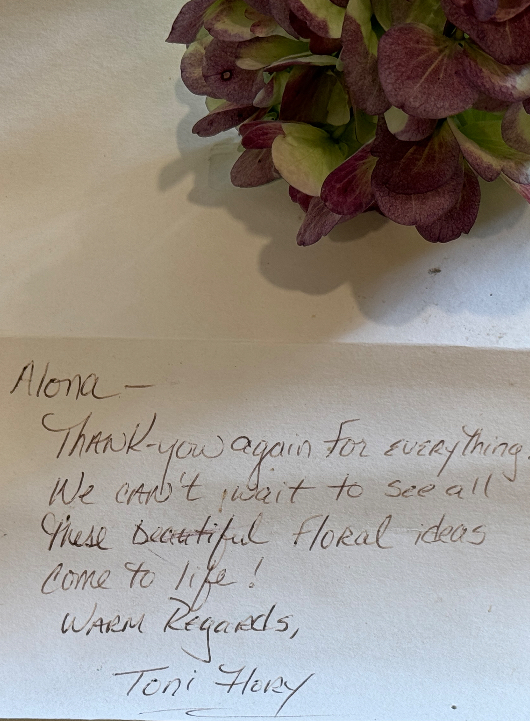 Alona -
Thank-you again for everything.
We can't wait to see all
these beautiful floral ideas
come to life!
Warm Regards,
Toni Flory